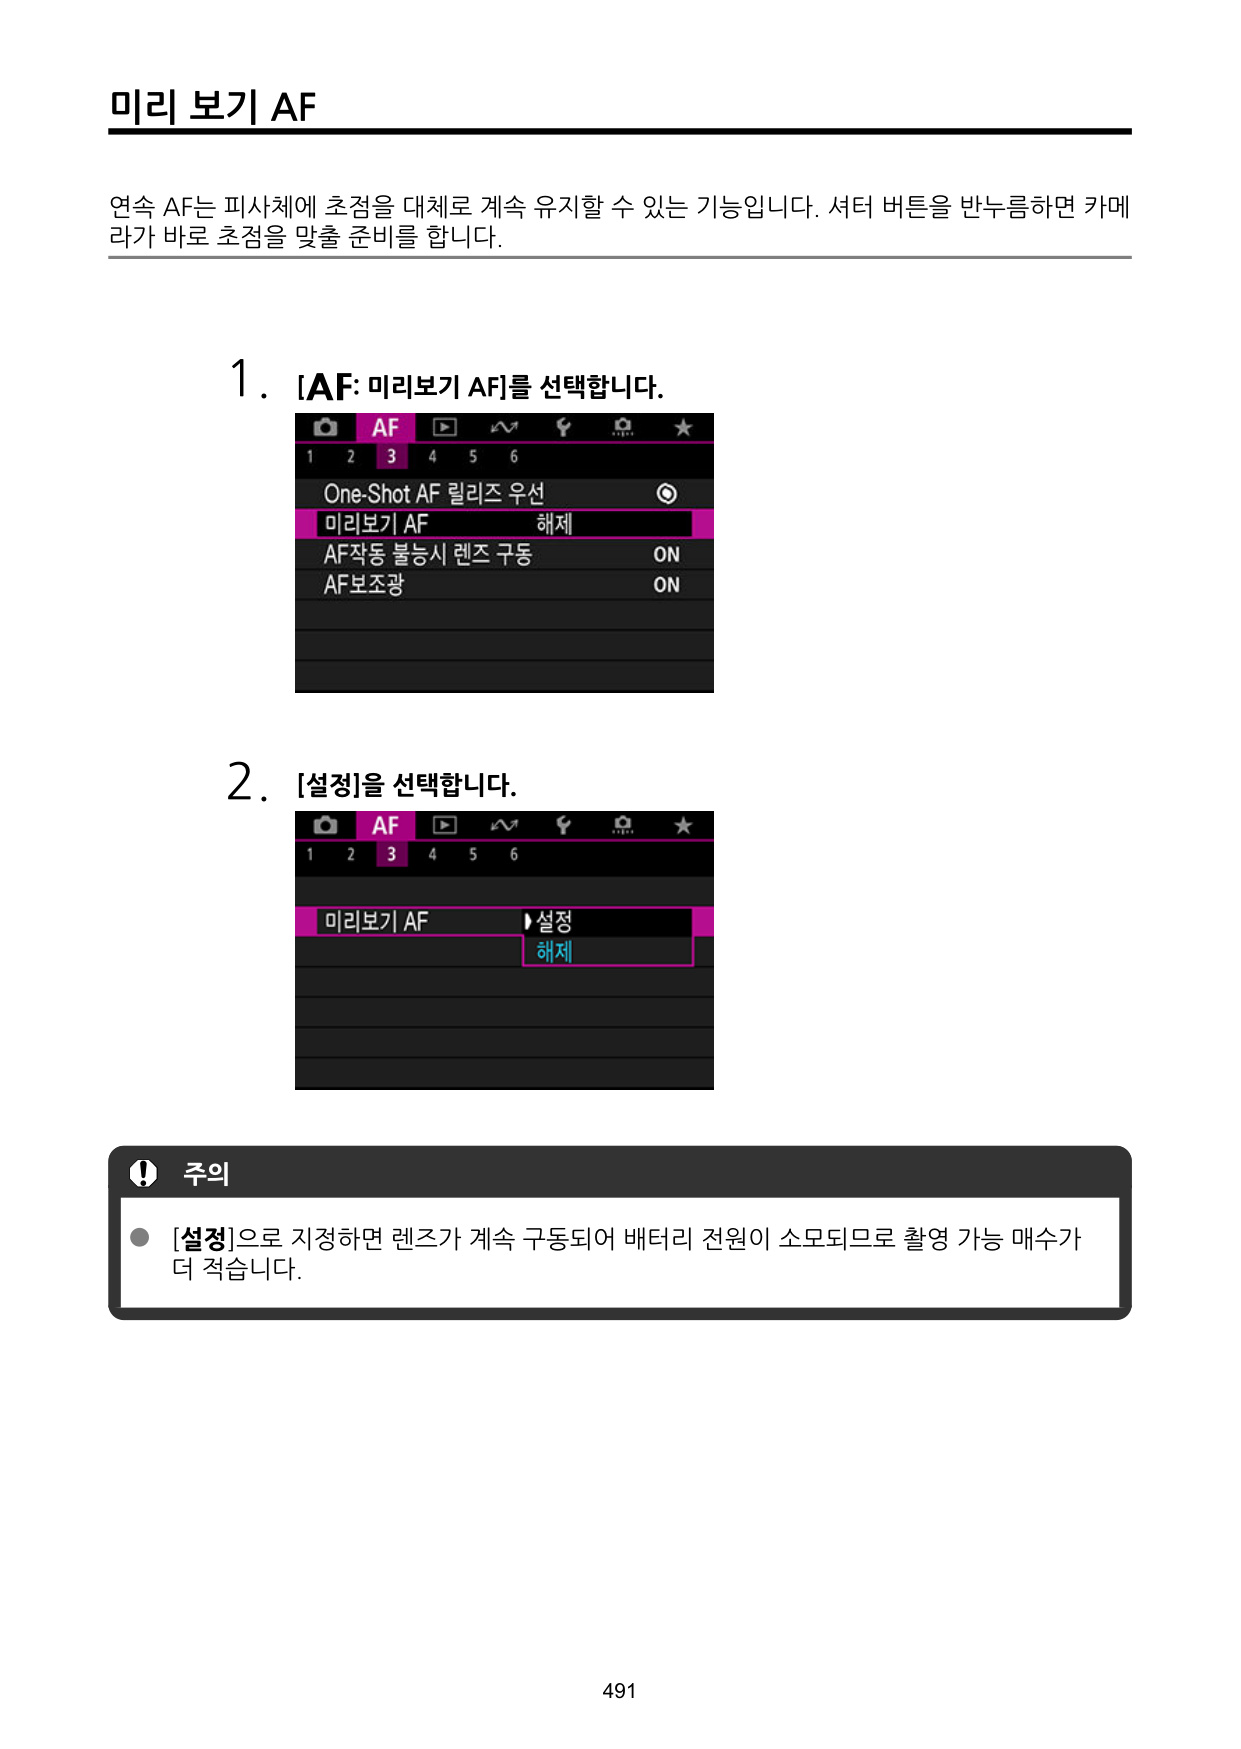 미리 보기 AF
연속 AF는 피사체에 초점을 대체로 계속 유지할 수 있는 기능입니다. 셔터 버튼을 반누름하면 카메
라가 바로 초점을 맞출 준비를 합니다.
1. [AF: 미리보기 AF]를 선택합니다.
AF
1 2 3 4 5 6
One-Shot AF 릴리즈 우선
미리보기 AF 해제
AF작동 불능시 렌즈 구동 ON
AF보조광 ON
2. [설정]을 선택합니다.
AF
1 2 3 4 5 6
미리보기 AF 설정
해제
주의
● [설정]으로 지정하면 렌즈가 계속 구동되어 배터리 전원이 소모되므로 촬영 가능 매수가
더 적습니다.
491